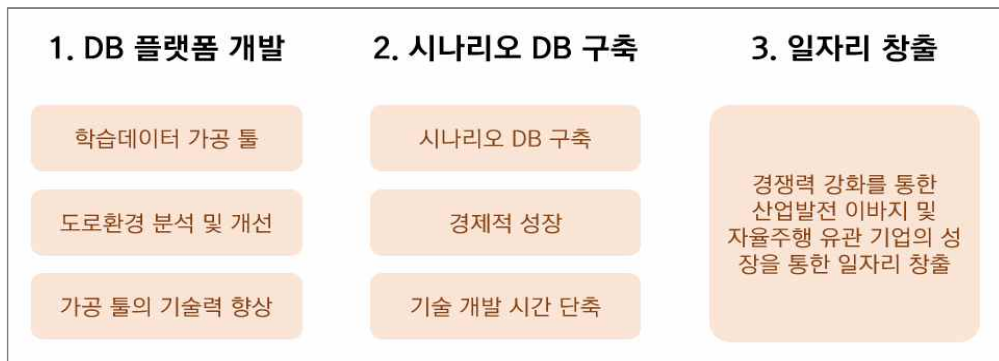 1. DB 플랫폼 개발
학습데이터 가공 툴
도로환경 분석 및 개선
가공 툴의 기술력 향상
2. 시나리오 DB 구축
시나리오 DB 구축
경제적 성장
기술 개발 시간 단축
3. 일자리 창출
경쟁력 강화를 통한
산업발전 이바지 및
자율주행 유관 기업의 성
장을 통한 일자리 창출